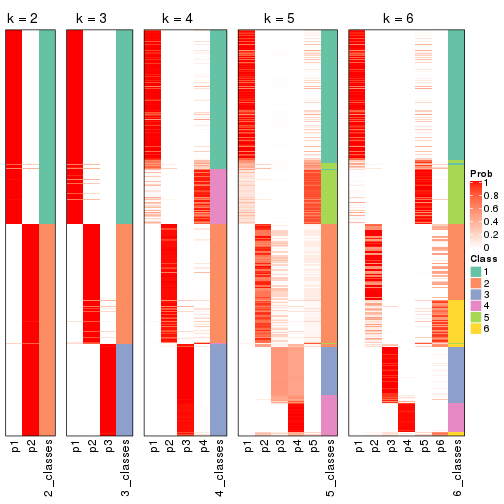 k = 2
k = 3
k = 4
k = 5
k = 6
p1
p2
2_classes
p1
p2
p3
3_classes
p1
p2
p3
p4
4_classes
p1
p2
p3
p4
p5
5_classes
p1
p2
p3
p4
p5
p6
6_classes
Prob
1
0.8
0.6
0.4
0.2
0
Class
1
2
3
4
5
6